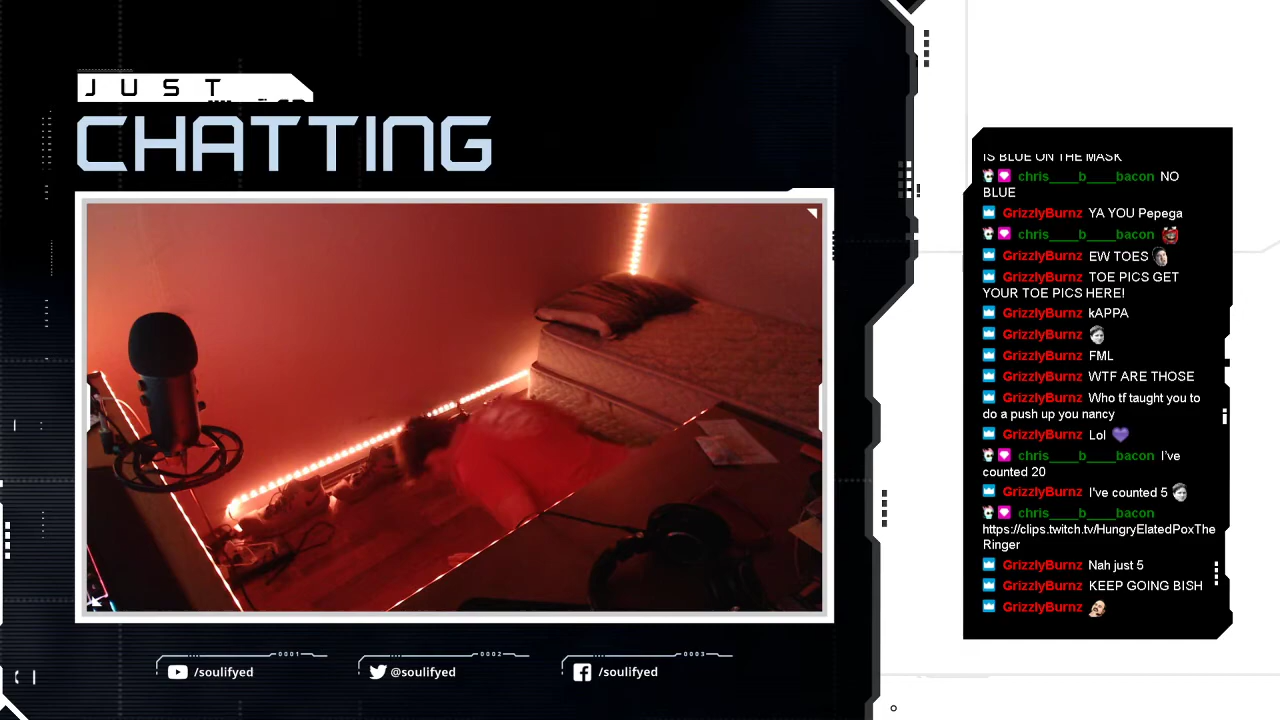 JUST
CHATTING
IS BLUE ON THE MASK
chris____b____bacon NO
BLUE
GrizzlyBurnz YA YOU Pepega
chris____b____bacon
GrizzlyBurnz EW TOES
GrizzlyBurnz TOE PICS GET
YOUR TOE PICS HERE!
GrizzlyBurnz kAPPA
GrizzlyBurnz
GrizzlyBurnz FML
GrizzlyBurnz WTF ARE THOSE
GrizzlyBurnz Who tf taught you to
do a push up you nancy
GrizzlyBurnz Lol
chris____b____bacon I've
counted 20
GrizzlyBurnz I've counted 5
chris____b____bacon
https://clips.twitch.tv/HungryElatedPoxThe
Ringer
GrizzlyBurnz Nah just 5
GrizzlyBurnz KEEP GOING BISH
GrizzlyBurnz
0001
/soulifyed
0002
@soulifyed
0003
/soulifyed